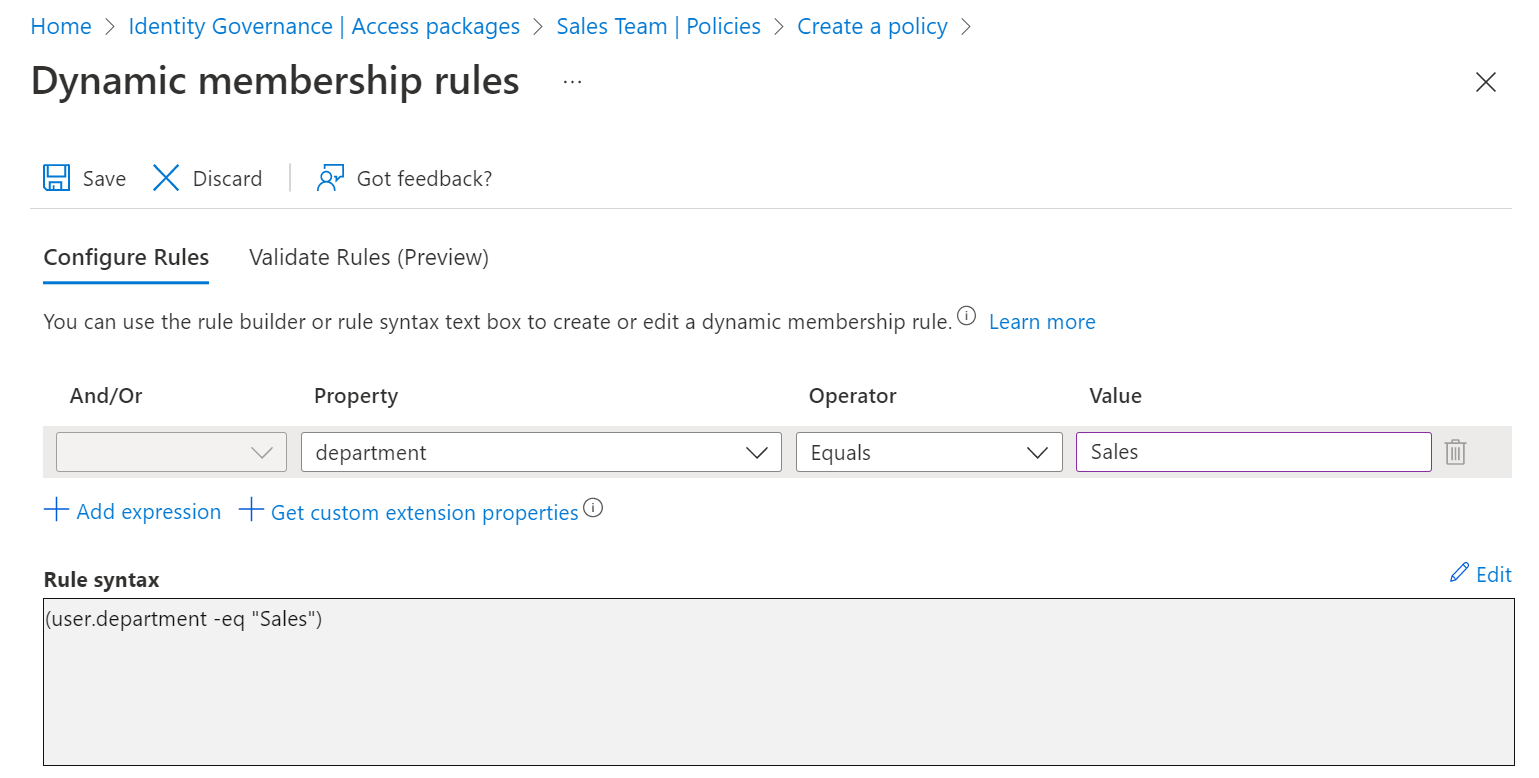 Home > Identity Governance | Access packages > Sales Team | Policies > Create a policy >
Dynamic membership rules ...
Save Discard | Got feedback?
Configure Rules Validate Rules (Preview)
You can use the rule builder or rule syntax text box to create or edit a dynamic membership rule. Learn more
And/Or Property Operator Value
department Equals Sales
Add expression Get custom extension properties
Rule syntax Edit
(user.department -eq "Sales")